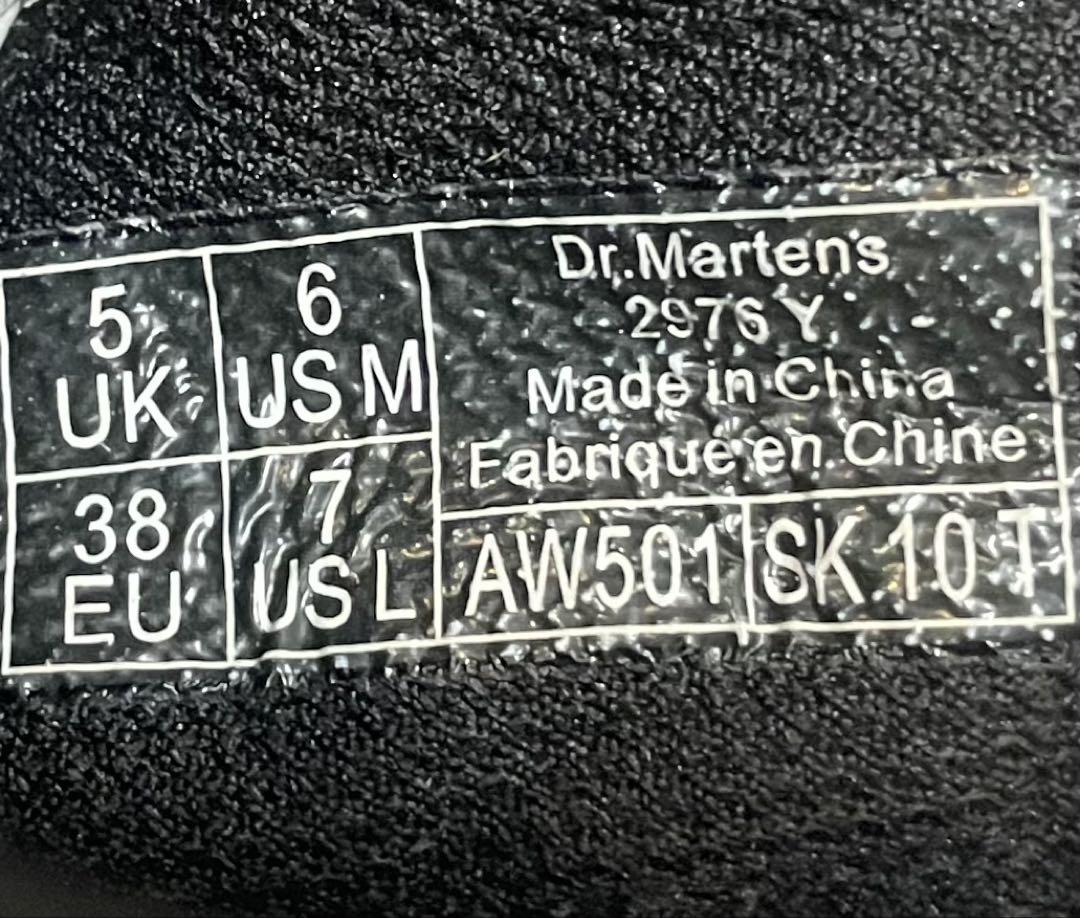 5
UK
6
US M
38
EU
7
US L
Dr.Martens
2976 Y
Made in China
Fabrique en Chine
AW501
SK 10 T